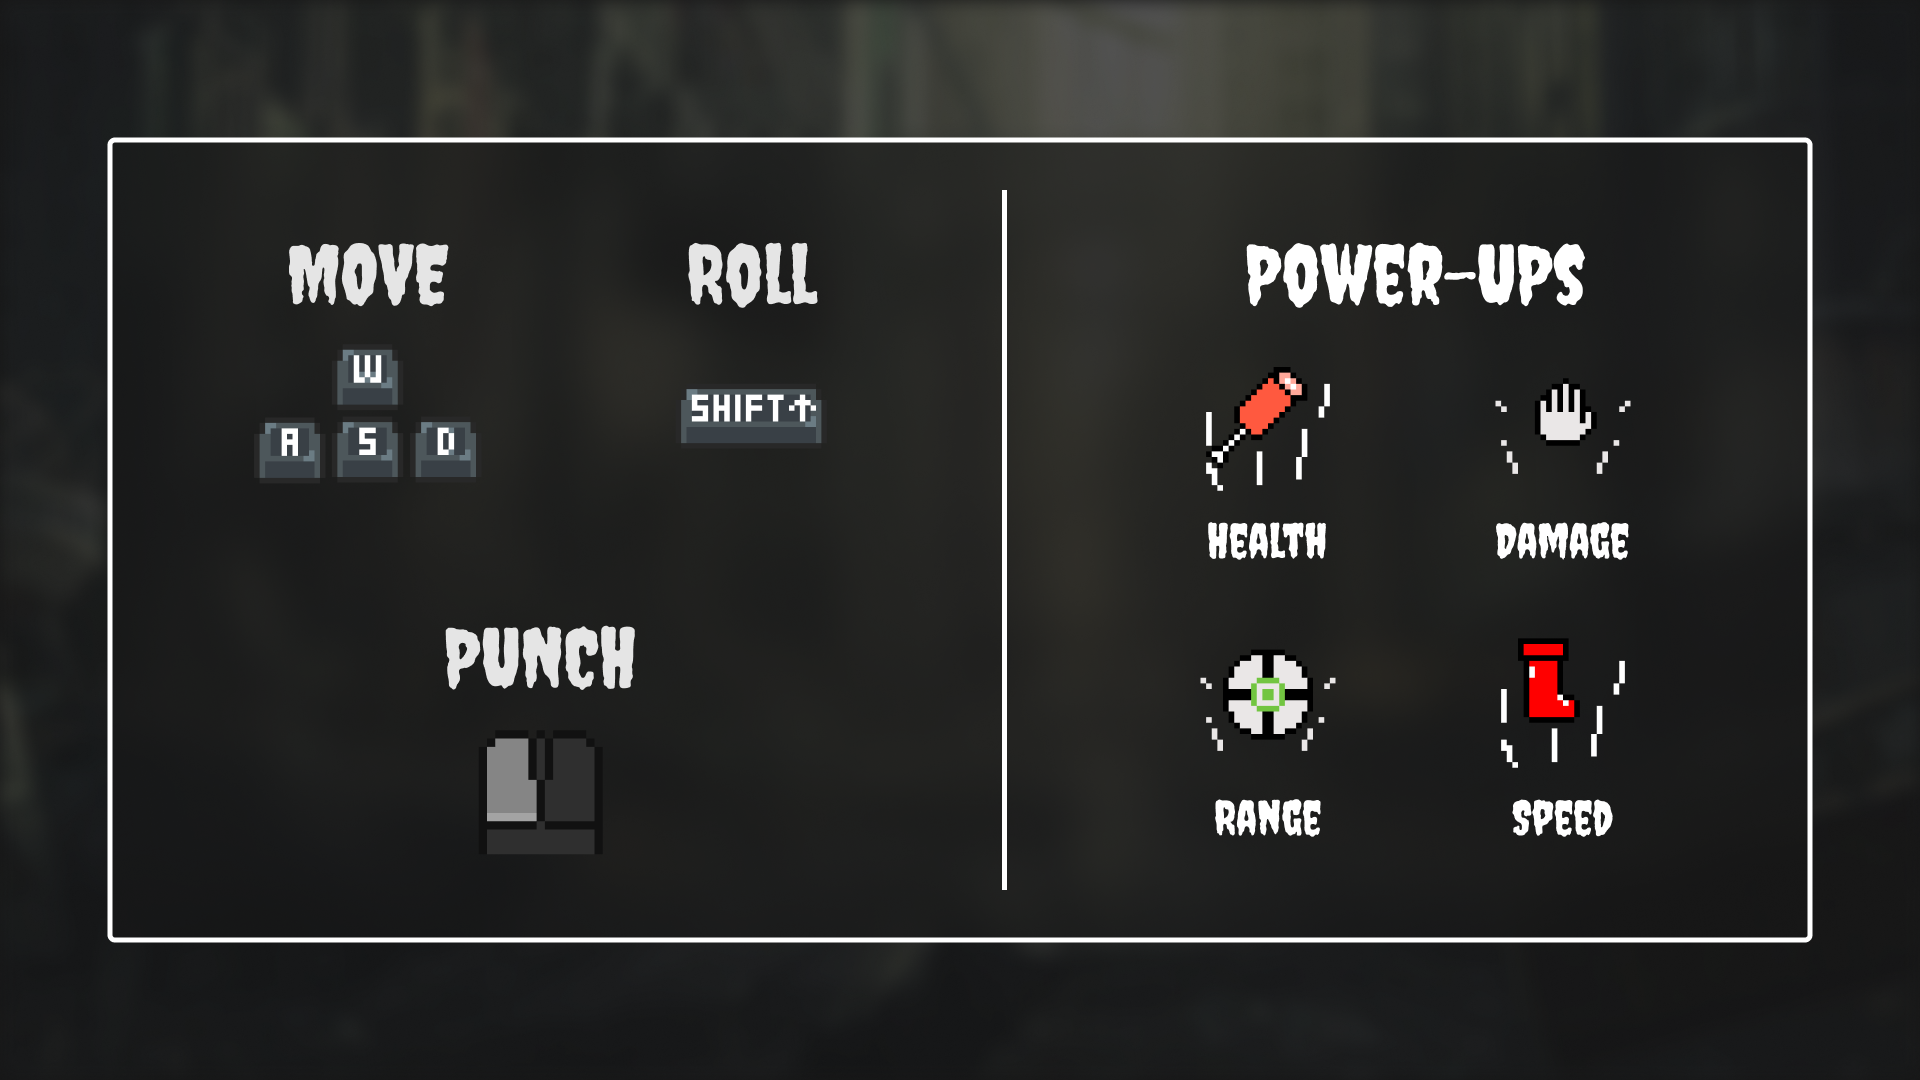 MOVE
W
A S D
ROLL
SHIFT
PUNCH
POWER-UPS
HEALTH
DAMAGE
RANGE
SPEED